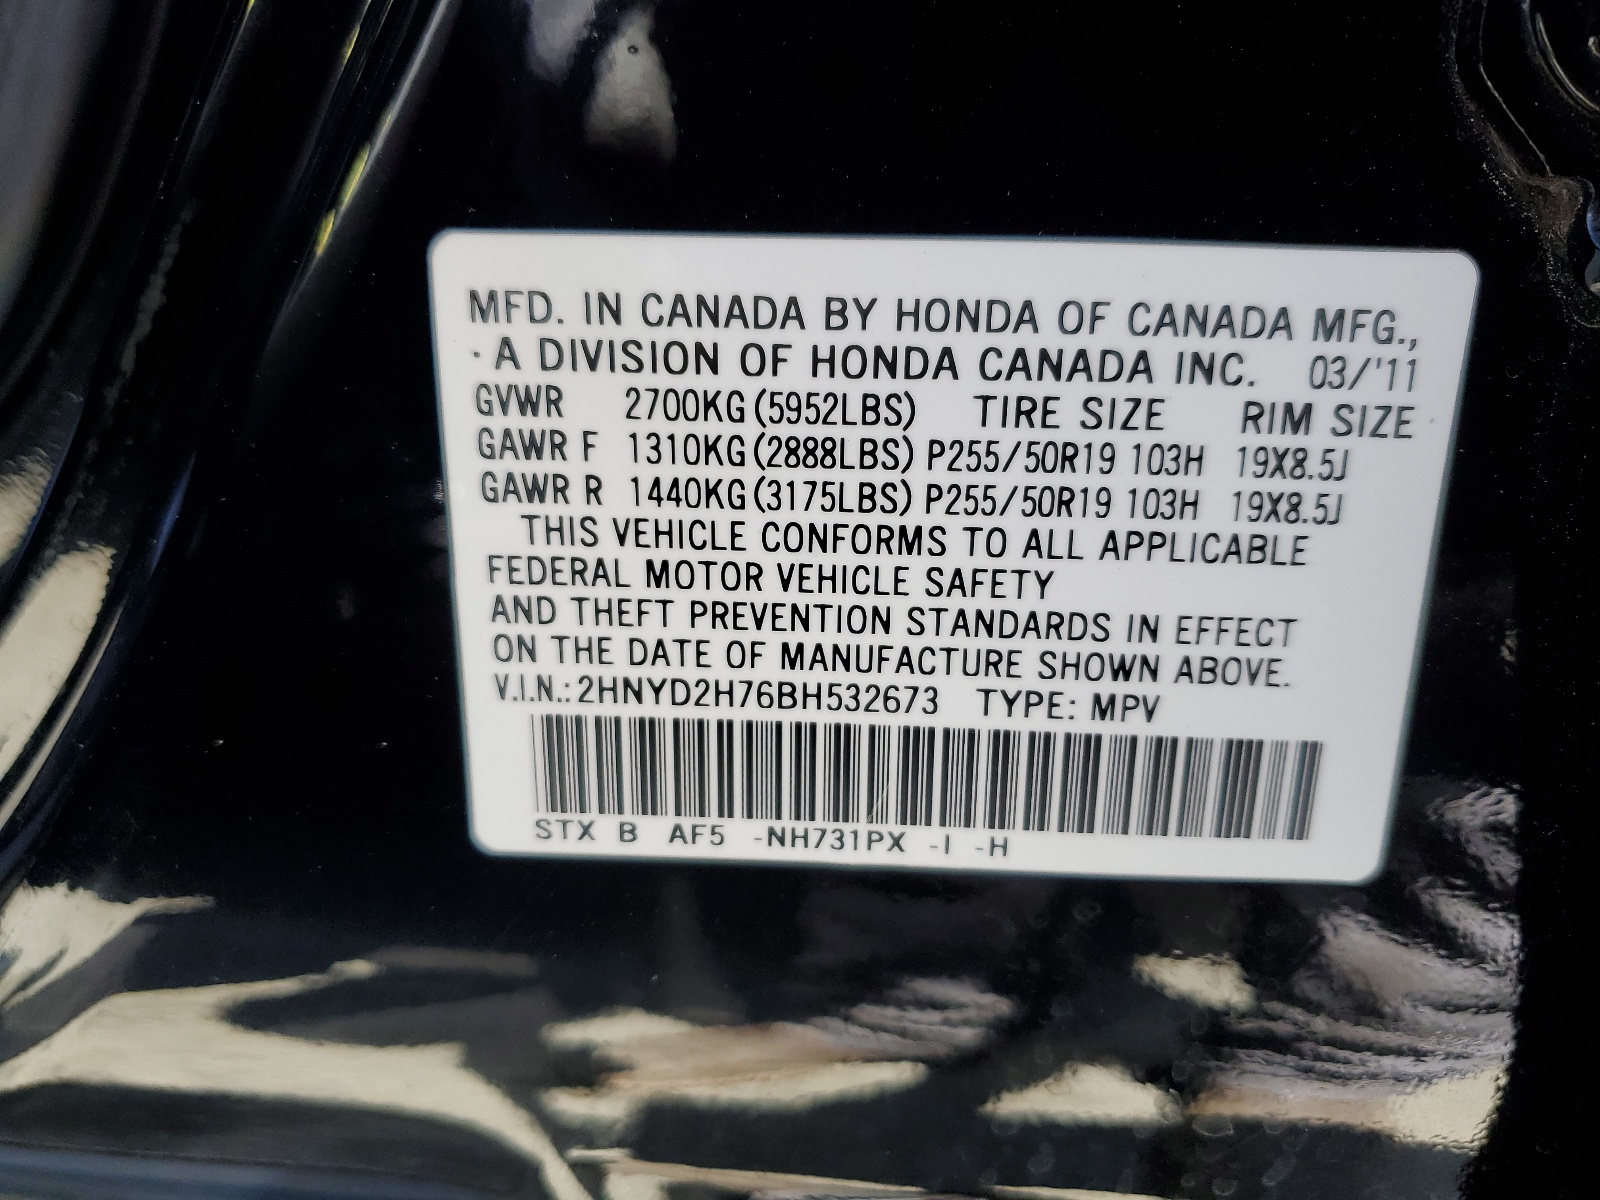 MFD. IN CANADA BY HONDA OF CANADA MFG.,
· A DIVISION OF HONDA CANADA INC. 03/'11
GVWR 2700KG (5952LBS) TIRE SIZE RIM SIZE
GAWR F 1310KG (2888LBS) P255/50R19 103H 19X8.5J
GAWR R 1440KG (3175LBS) P255/50R19 103H 19X8.5J
THIS VEHICLE CONFORMS TO ALL APPLICABLE
FEDERAL MOTOR VEHICLE SAFETY
AND THEFT PREVENTION STANDARDS IN EFFECT
ON THE DATE OF MANUFACTURE SHOWN ABOVE.
V.I.N.: 2HNYD2H76BH532673 TYPE: MPV
STX B AF5 -NH731PX -I -H